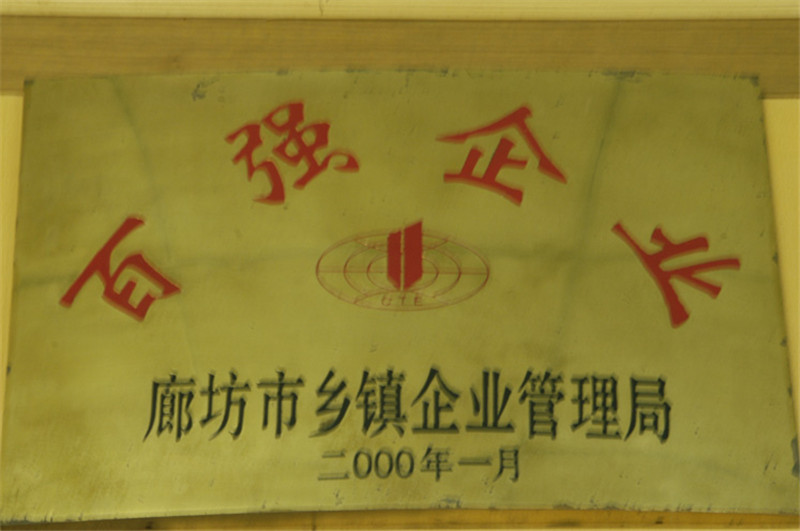 百强企业
廊坊市乡镇企业管理局
二000年一月